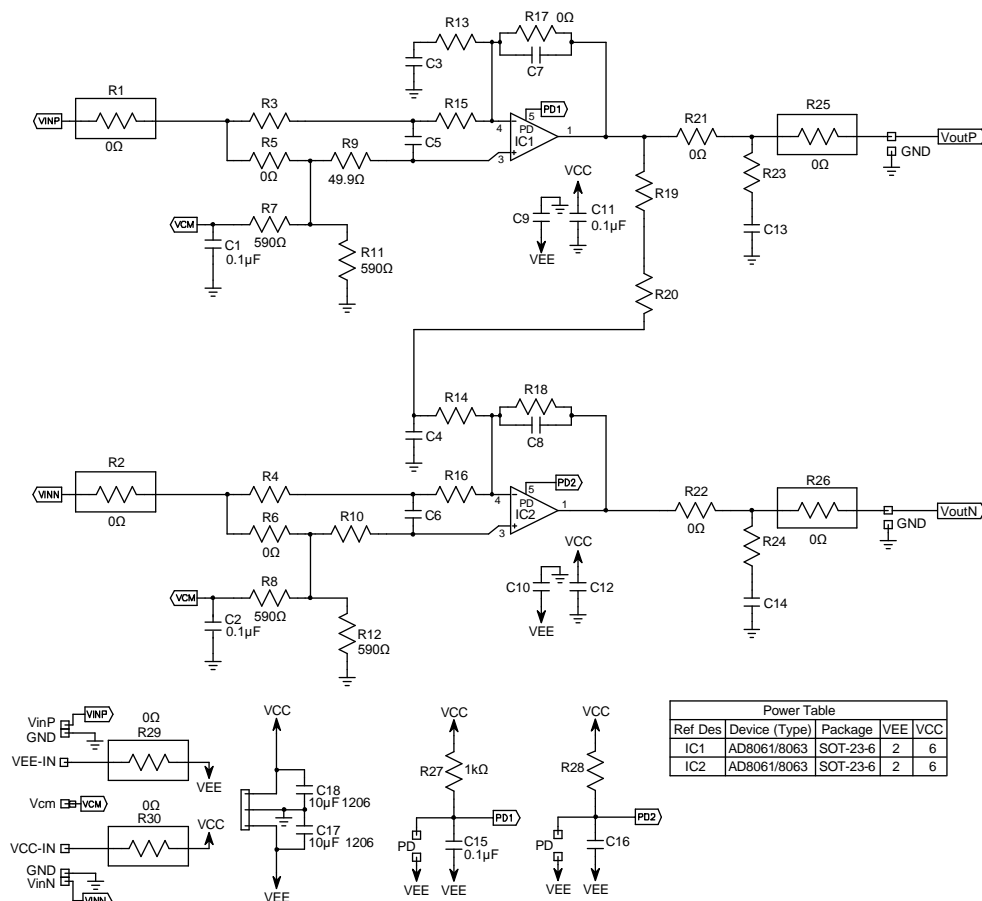 R17
0Ω
R13
C3
C7
R1
VINP
0Ω
R3
R15
PD1
5
PD
4
IC1
1
3
C5
R5
0Ω
R9
49.9Ω
R21
0Ω
R25
0Ω
VoutP
GND
R23
C13
R19
VCM
R7
590Ω
C1
0.1µF
R11
590Ω
C9
VEE
VCC
C11
0.1µF
R20
R14
C4
R18
C8
R2
VINN
0Ω
R4
R16
PD2
5
PD
4
IC2
1
3
C6
R6
0Ω
R10
R22
0Ω
R26
0Ω
VoutN
GND
R24
C14
VCM
R8
590Ω
C2
0.1µF
R12
590Ω
C10
VEE
VCC
C12
VinP
GND
VINP
0Ω
R29
VEE-IN
VEE
Vcm
VCM
0Ω
R30
VCC
VCC-IN
GND
VinN
VINN
VCC
C18
10µF 1206
C17
10µF 1206
VEE
VCC
R27
1kΩ
PD1
PD
C15
0.1µF
VEE
VEE
VCC
R28
PD2
PD
C16
VEE
VEE
Power Table
Ref Des Device (Type) Package VEE VCC
IC1 AD8061/8063 SOT-23-6 2 6
IC2 AD8061/8063 SOT-23-6 2 6